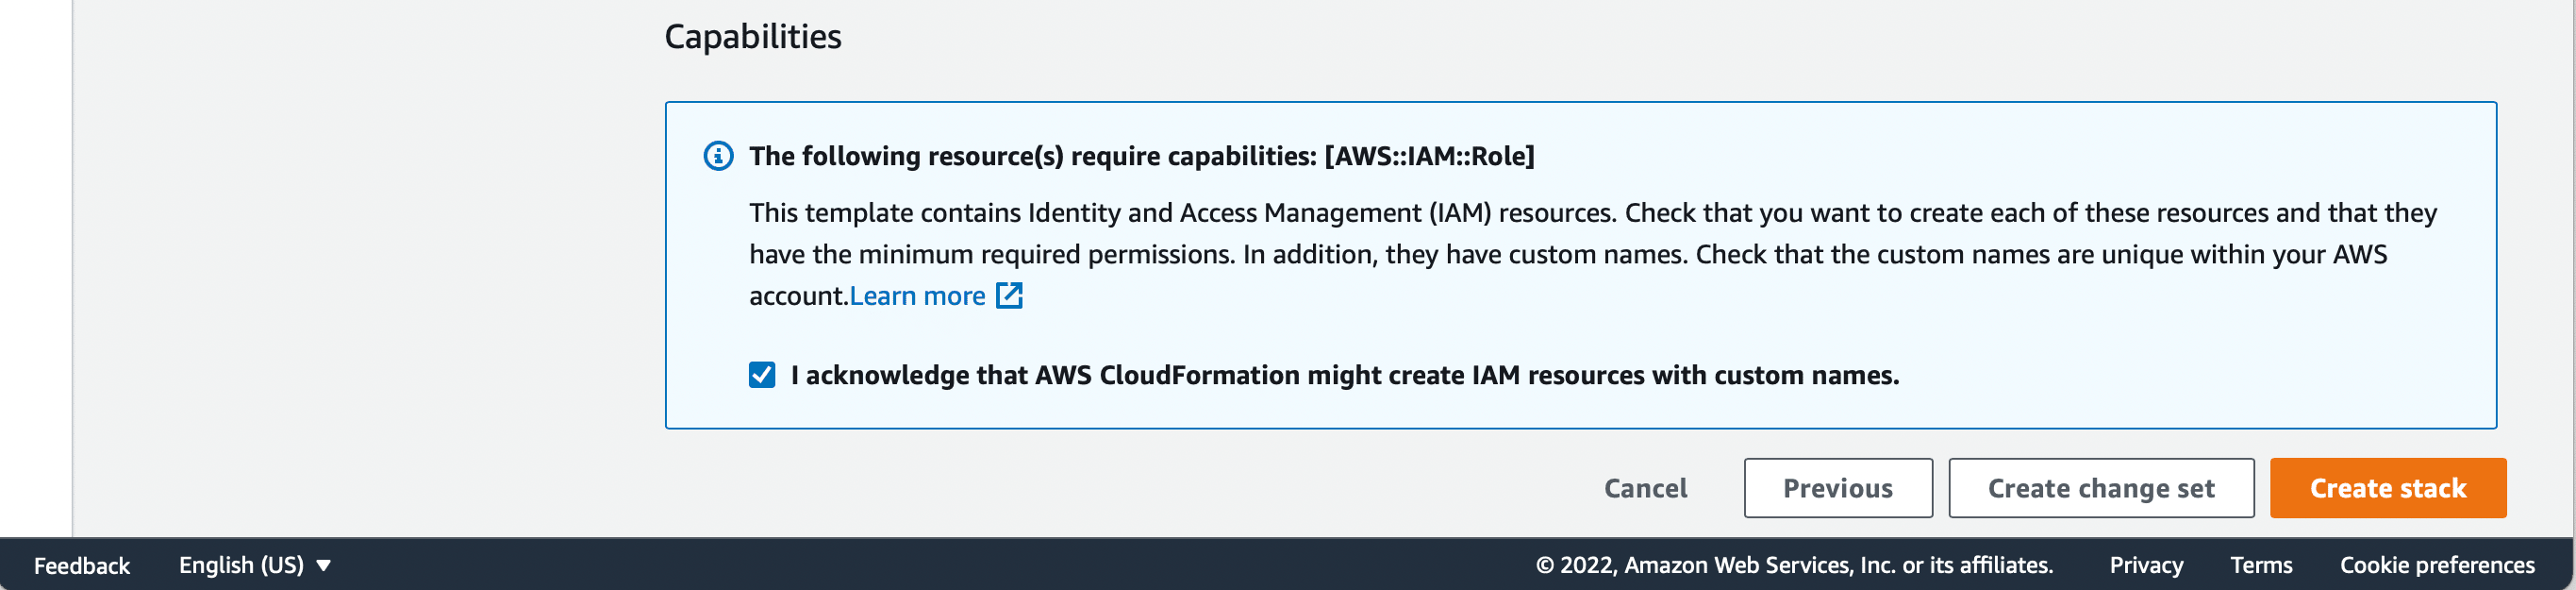 Capabilities
The following resource(s) require capabilities: [AWS::IAM::Role]
This template contains Identity and Access Management (IAM) resources. Check that you want to create each of these resources and that they
have the minimum required permissions. In addition, they have custom names. Check that the custom names are unique within your AWS
account.Learn more
I acknowledge that AWS CloudFormation might create IAM resources with custom names.
Cancel Previous Create change set Create stack
Feedback English (US) © 2022, Amazon Web Services, Inc. or its affiliates. Privacy Terms Cookie preferences